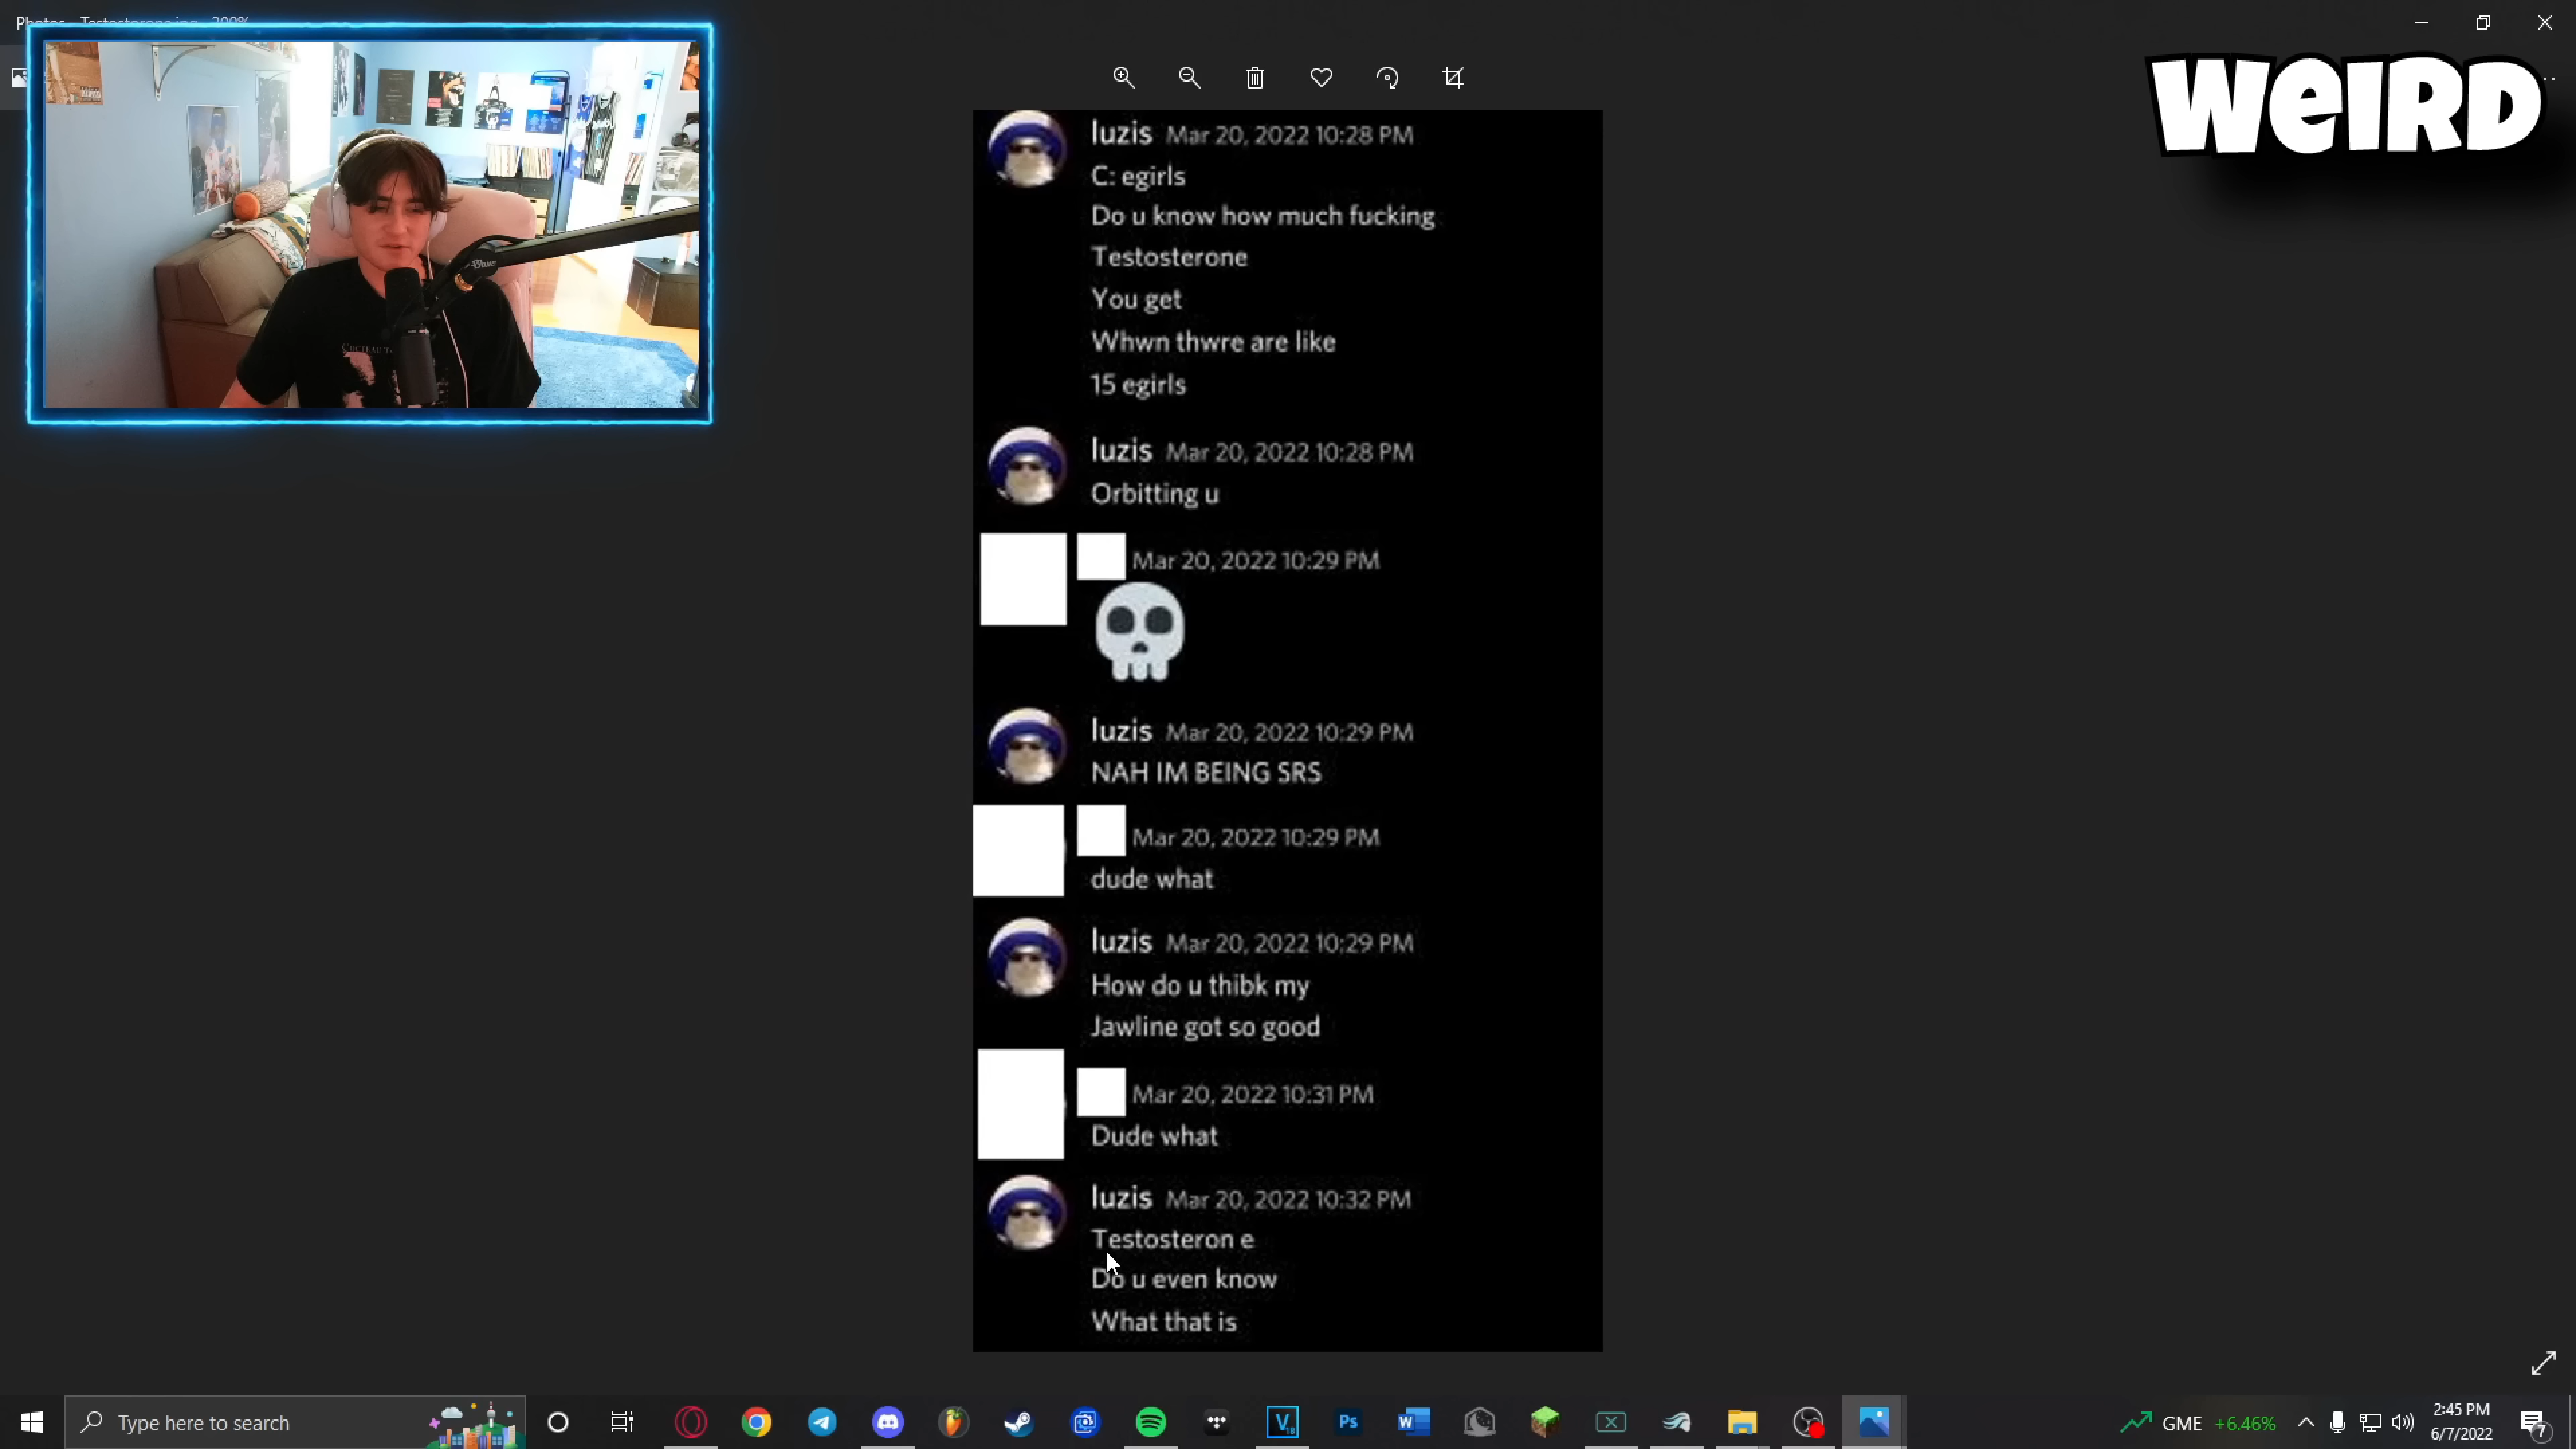 Photos - Testosterone.jpg - 200%
WEIRD
luzis Mar 20, 2022 10:28 PM
C: egirls
Do u know how much fucking
Testosterone
You get
Whwn thwre are like
15 egirls
luzis Mar 20, 2022 10:28 PM
Orbitting u
Mar 20, 2022 10:29 PM
luzis Mar 20, 2022 10:29 PM
NAH IM BEING SRS
Mar 20, 2022 10:29 PM
dude what
luzis Mar 20, 2022 10:29 PM
How do u thibk my
Jawline got so good
Mar 20, 2022 10:31 PM
Dude what
luzis Mar 20, 2022 10:32 PM
Testosteron e
Do u even know
What that is
Type here to search
GME +6.46%
2:45 PM
6/7/2022
7